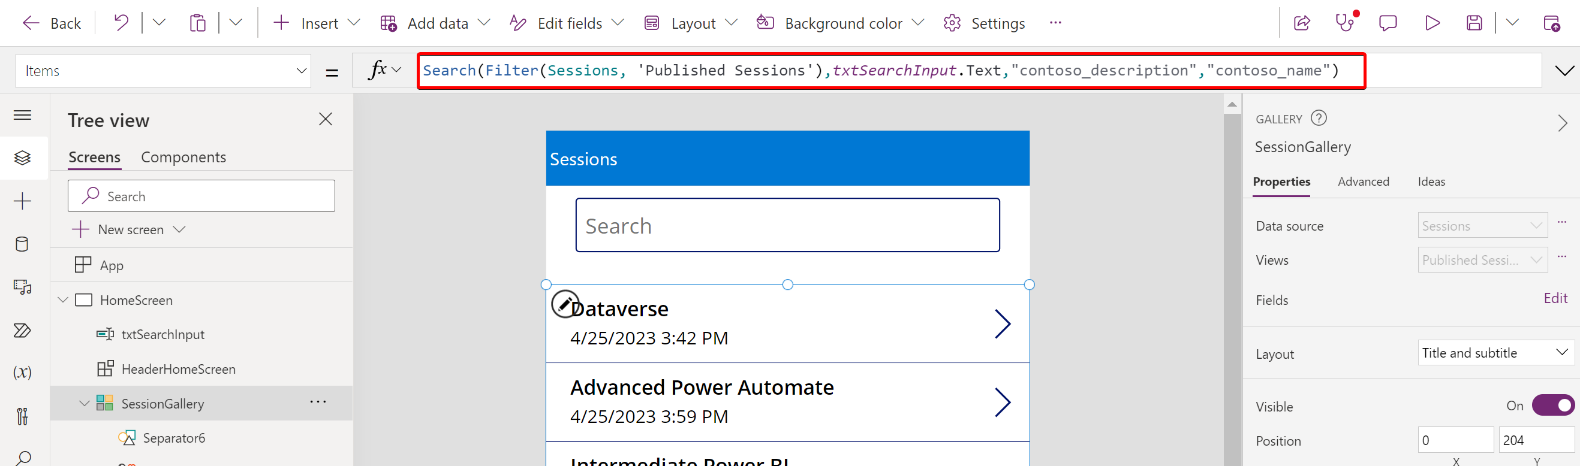 Back Insert Add data Edit fields Layout Background color Settings ...
Items = fx Search(Filter(Sessions, 'Published Sessions'),txtSearchInput.Text,"contoso_description","contoso_name")
Tree view
Screens Components
Search
New screen
App
HomeScreen
txtSearchInput
HeaderHomeScreen
SessionGallery ...
Separator6
Sessions
Search
Dataverse
4/25/2023 3:42 PM
Advanced Power Automate
4/25/2023 3:59 PM
Intermediate Power BI
GALLERY ?
SessionGallery
Properties Advanced Ideas
Data source Sessions ...
Views Published Sessi... ...
Fields Edit
Layout Title and subtitle
Visible On
Position 0 204
X Y